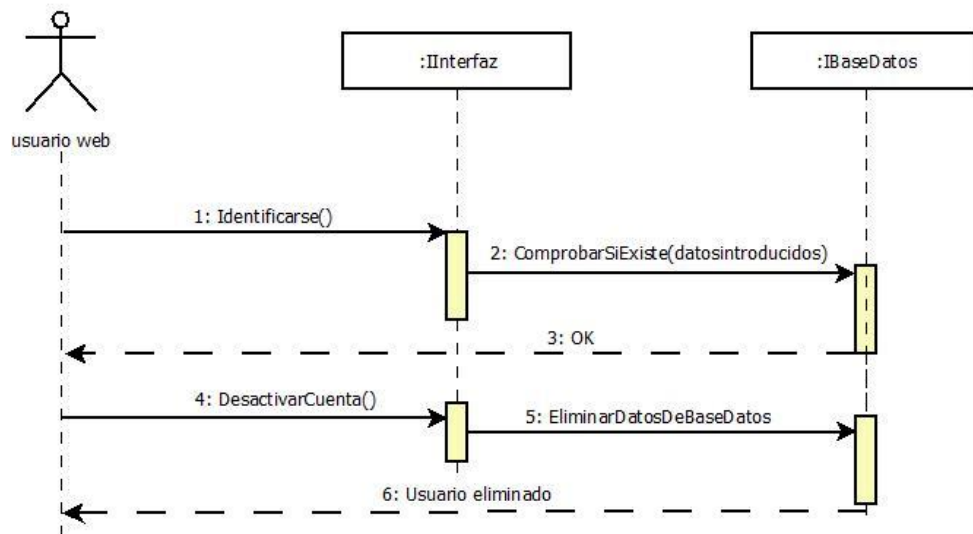 :IInterfaz
:IBaseDatos
usuario web
1: Identificarse()
2: ComprobarSiExiste(datosintroducidos)
3: OK
4: DesactivarCuenta()
5: EliminarDatosDeBaseDatos
6: Usuario eliminado